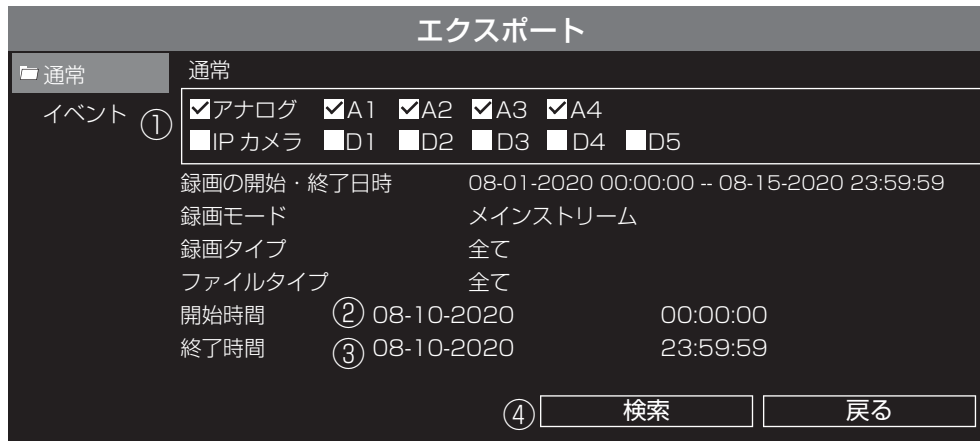 エクスポート
通常 通常
イベント ① アナログ A1 A2 A3 A4
IP カメラ D1 D2 D3 D4 D5
録画の開始・終了日時 08-01-2020 00:00:00 -- 08-15-2020 23:59:59
録画モード メインストリーム
録画タイプ 全て
ファイルタイプ 全て
開始時間 ② 08-10-2020 00:00:00
終了時間 ③ 08-10-2020 23:59:59
④ 検索 戻る